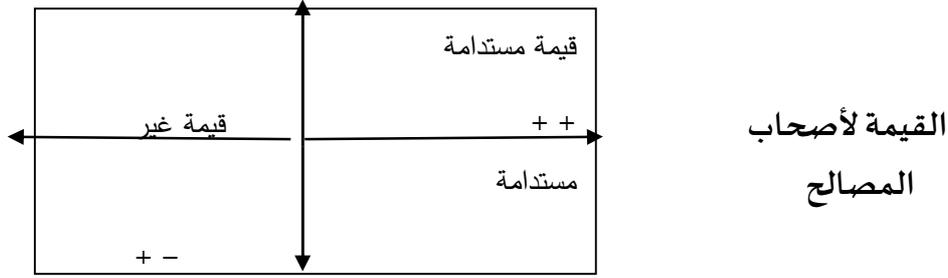 قيمة مستدامة
+ +
قيمة غير
مستدامة
+ −
القيمة لأصحاب
المصالح